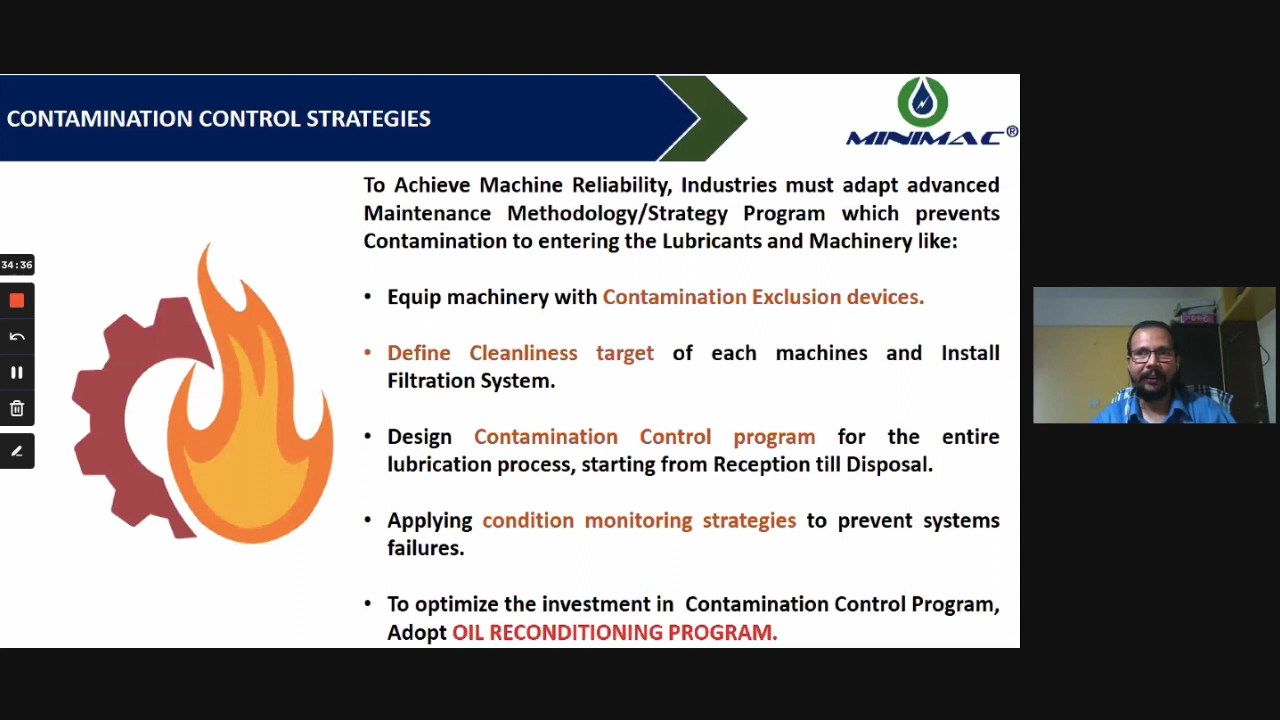 CONTAMINATION CONTROL STRATEGIES
MINIMAC®
To Achieve Machine Reliability, Industries must adapt advanced
Maintenance Methodology/Strategy Program which prevents
Contamination to entering the Lubricants and Machinery like:
• Equip machinery with Contamination Exclusion devices.
• Define Cleanliness target of each machines and Install
Filtration System.
• Design Contamination Control program for the entire
lubrication process, starting from Reception till Disposal.
• Applying condition monitoring strategies to prevent systems
failures.
• To optimize the investment in Contamination Control Program,
Adopt OIL RECONDITIONING PROGRAM.
34:36